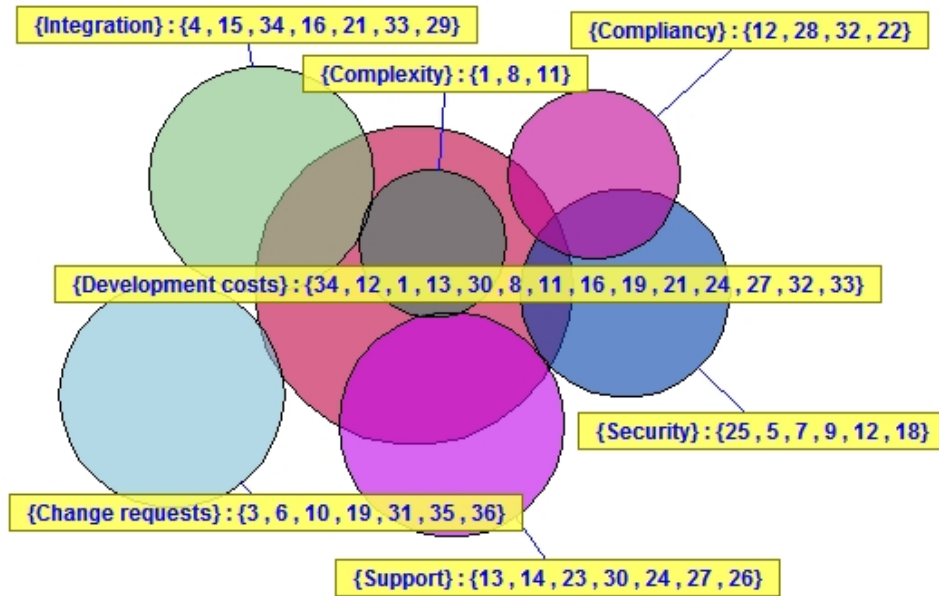 {Integration} : {4 , 15 , 34 , 16 , 21 , 33 , 29}
{Compliancy} : {12 , 28 , 32 , 22}
{Complexity} : {1 , 8 , 11}
{Development costs} : {34 , 12 , 1 , 13 , 30 , 8 , 11 , 16 , 19 , 21 , 24 , 27 , 32 , 33}
{Security} : {25 , 5 , 7 , 9 , 12 , 18}
{Change requests} : {3 , 6 , 10 , 19 , 31 , 35 , 36}
{Support} : {13 , 14 , 23 , 30 , 24 , 27 , 26}